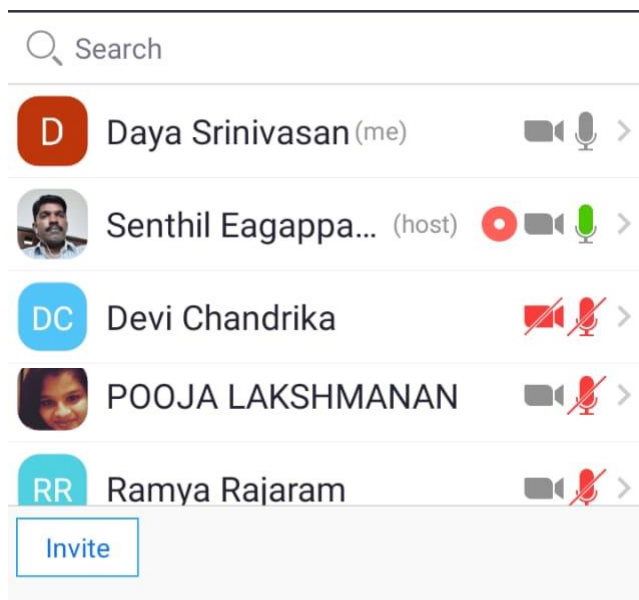 Search
D Daya Srinivasan (me)
Senthil Eagappa... (host)
DC Devi Chandrika
POOJA LAKSHMANAN
RR Ramya Rajaram
Invite